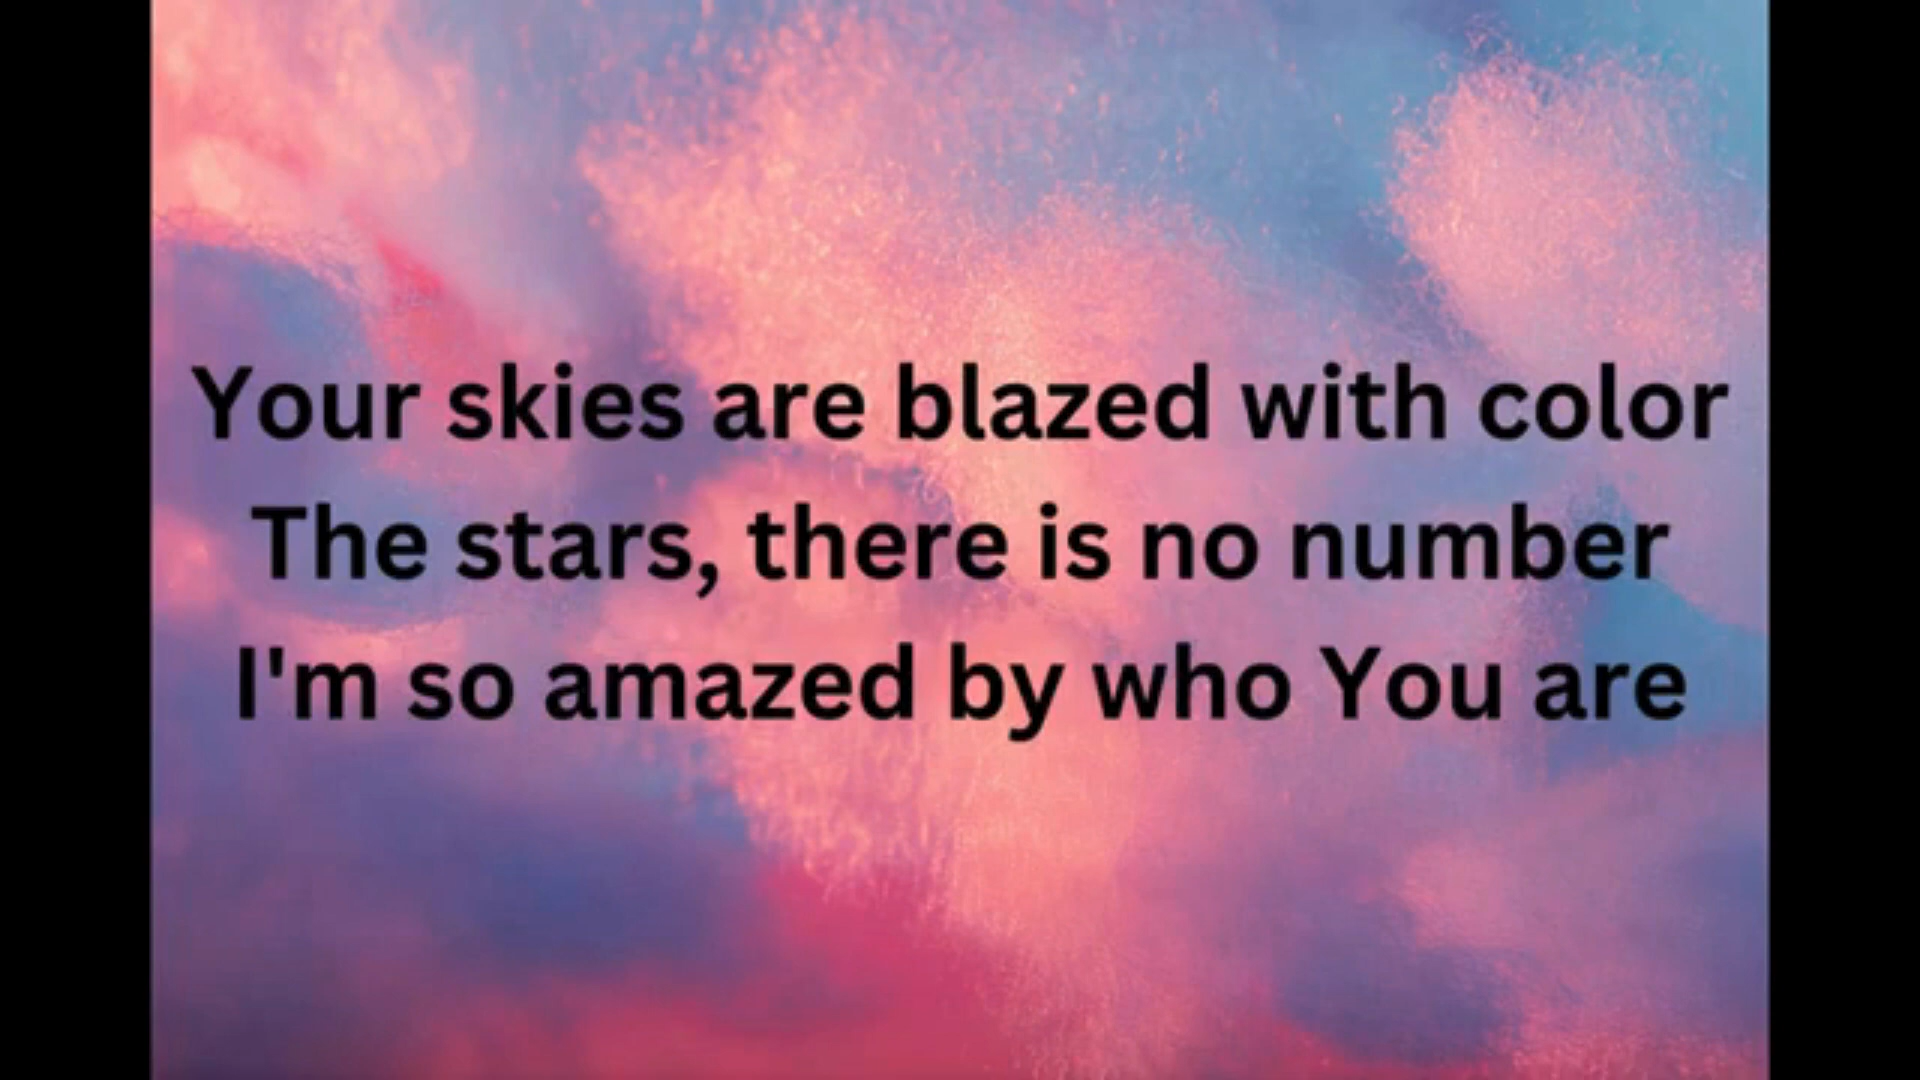 Your skies are blazed with color
The stars, there is no number
I'm so amazed by who You are